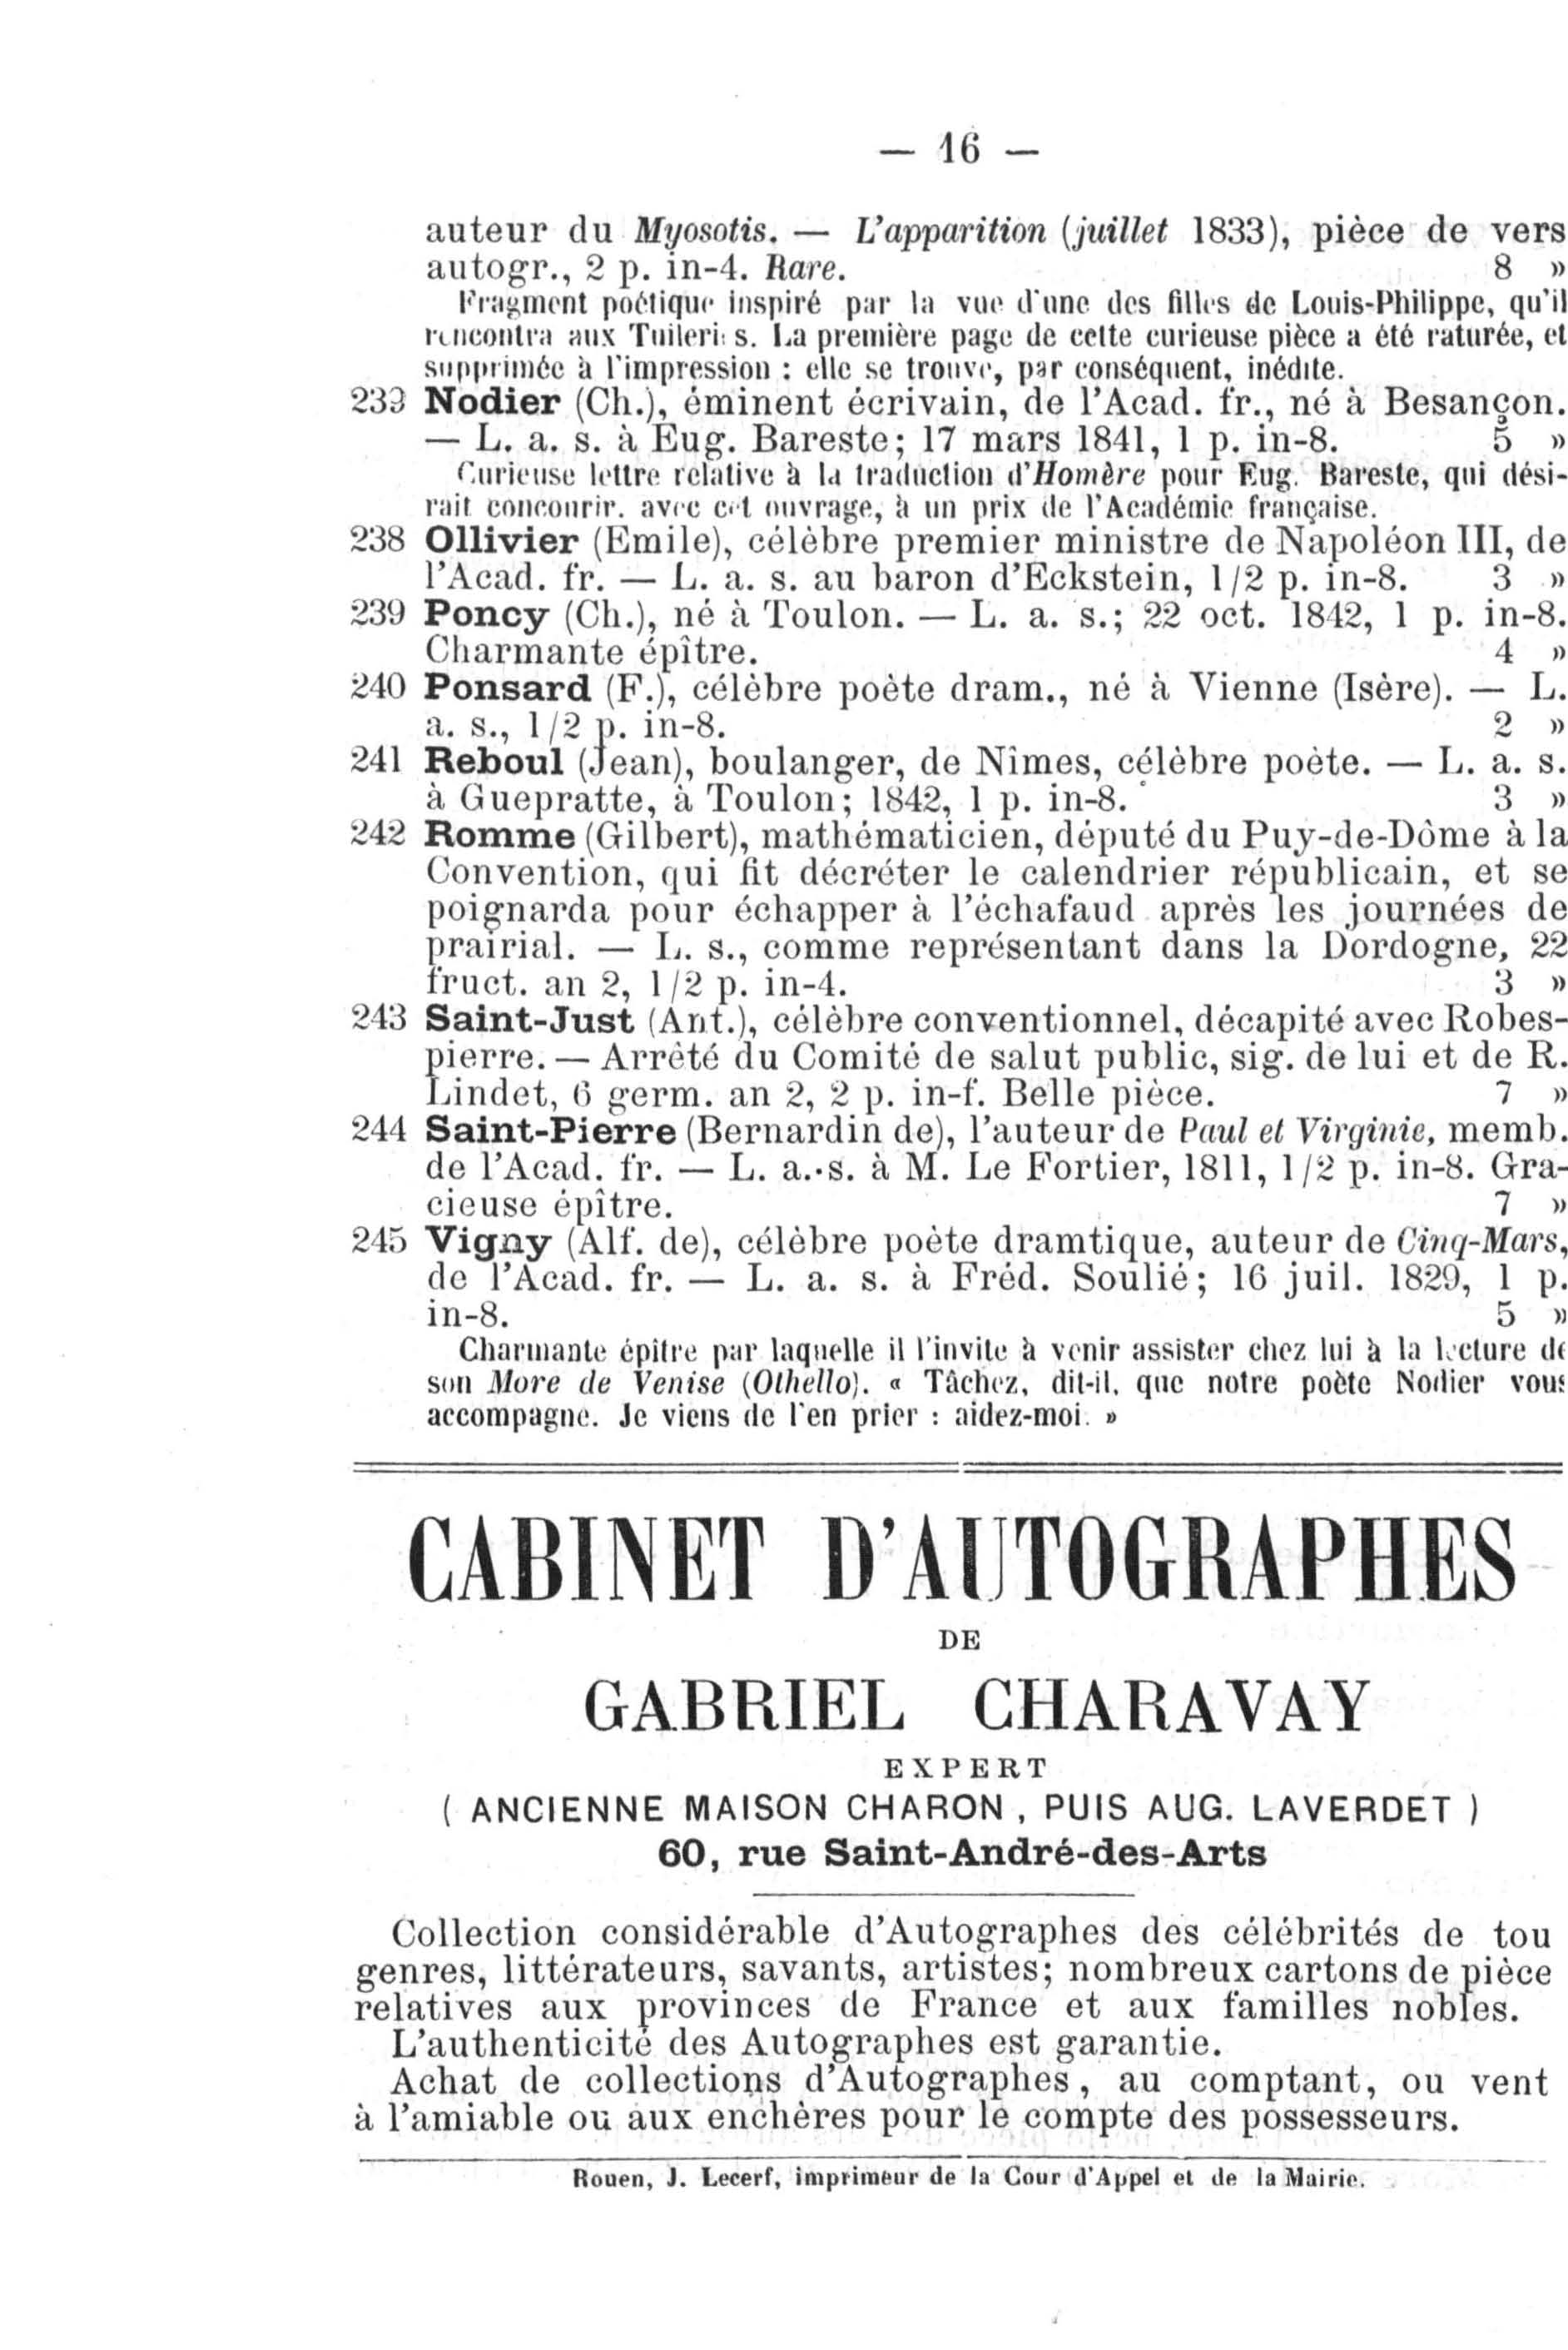 — 16 —
auteur du Myosotis. — L'apparition (juillet 1833), pièce de vers
autogr., 2 p. in-4. Rare. 8 »
Fragment poétique inspiré par la vue d'une des filles de Louis-Philippe, qu'il
rencontra aux Tuileries. La première page de cette curieuse pièce a été raturée, et
supprimée à l'impression : elle se trouve, par conséquent, inédite.
233 Nodier (Ch.), éminent écrivain, de l'Acad. fr., né à Besançon.
— L. a. s. à Eug. Bareste; 17 mars 1841, 1 p. in-8. 5 »
Curieuse lettre relative à la traduction d'Homère pour Eug. Bareste, qui dési-
rait concourir. avec cet ouvrage, à un prix de l'Académie française.
238 Ollivier (Emile), célèbre premier ministre de Napoléon III, de
l'Acad. fr. — L. a. s. au baron d'Eckstein, 1/2 p. in-8. 3 »
239 Poncy (Ch.), né à Toulon. — L. a. s.; 22 oct. 1842, 1 p. in-8.
Charmante épître. 4 »
240 Ponsard (F.), célèbre poète dram., né à Vienne (Isère). — L.
a. s., 1/2 p. in-8. 2 »
241 Reboul (Jean), boulanger, de Nîmes, célèbre poète. — L. a. s.
à Guepratte, à Toulon; 1842, 1 p. in-8. 3 »
242 Romme (Gilbert), mathématicien, député du Puy-de-Dôme à la
Convention, qui fit décréter le calendrier républicain, et se
poignarda pour échapper à l'échafaud après les journées de
prairial. — L. s., comme représentant dans la Dordogne, 22
fruct. an 2, 1/2 p. in-4. 3 »
243 Saint-Just (Ant.), célèbre conventionnel, décapité avec Robes-
pierre. — Arrêté du Comité de salut public, sig. de lui et de R.
Lindet, 6 germ. an 2, 2 p. in-f. Belle pièce. 7 »
244 Saint-Pierre (Bernardin de), l'auteur de Paul et Virginie, memb.
de l'Acad. fr. — L. a. s. à M. Le Fortier, 1811, 1/2 p. in-8. Gra-
cieuse épître. 7 »
245 Vigny (Alf. de), célèbre poète dramtique, auteur de Cinq-Mars,
de l'Acad. fr. — L. a. s. à Fréd. Soulié; 16 juil. 1829, 1 p.
in-8. 5 »
Charmante épître par laquelle il l'invite à venir assister chez lui à la lecture de
son More de Venise (Othello). « Tâchez, dit-il, que notre poète Nodier vous
accompagne. Je viens de l'en prier : aidez-moi. »
CABINET D'AUTOGRAPHES
DE
GABRIEL CHARAVAY
EXPERT
( ANCIENNE MAISON CHARON, PUIS AUG. LAVERDET )
60, rue Saint-André-des-Arts
Collection considérable d'Autographes des célébrités de tou
genres, littérateurs, savants, artistes; nombreux cartons de pièce
relatives aux provinces de France et aux familles nobles.
L'authenticité des Autographes est garantie.
Achat de collections d'Autographes, au comptant, ou vent
à l'amiable ou aux enchères pour le compte des possesseurs.
Rouen, J. Lecerf, imprimeur de la Cour d'Appel et de la Mairie.